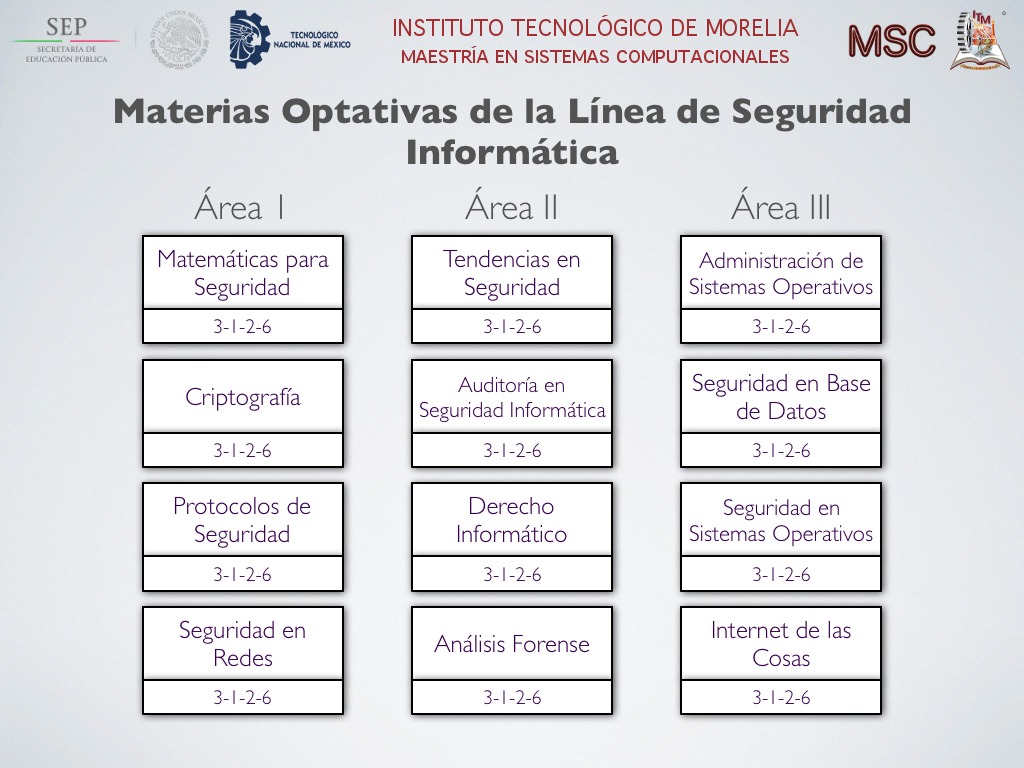 SEP
SECRETARÍA DE
EDUCACIÓN PÚBLICA
TECNOLÓGICO
NACIONAL DE MÉXICO
INSTITUTO TECNOLÓGICO DE MORELIA
MAESTRÍA EN SISTEMAS COMPUTACIONALES
MSC
ITM
Materias Optativas de la Línea de Seguridad
Informática
Área I
Matemáticas para
Seguridad
3-1-2-6
Criptografía
3-1-2-6
Protocolos de
Seguridad
3-1-2-6
Seguridad en
Redes
3-1-2-6
Área II
Tendencias en
Seguridad
3-1-2-6
Auditoría en
Seguridad Informática
3-1-2-6
Derecho
Informático
3-1-2-6
Análisis Forense
3-1-2-6
Área III
Administración de
Sistemas Operativos
3-1-2-6
Seguridad en Base
de Datos
3-1-2-6
Seguridad en
Sistemas Operativos
3-1-2-6
Internet de las
Cosas
3-1-2-6